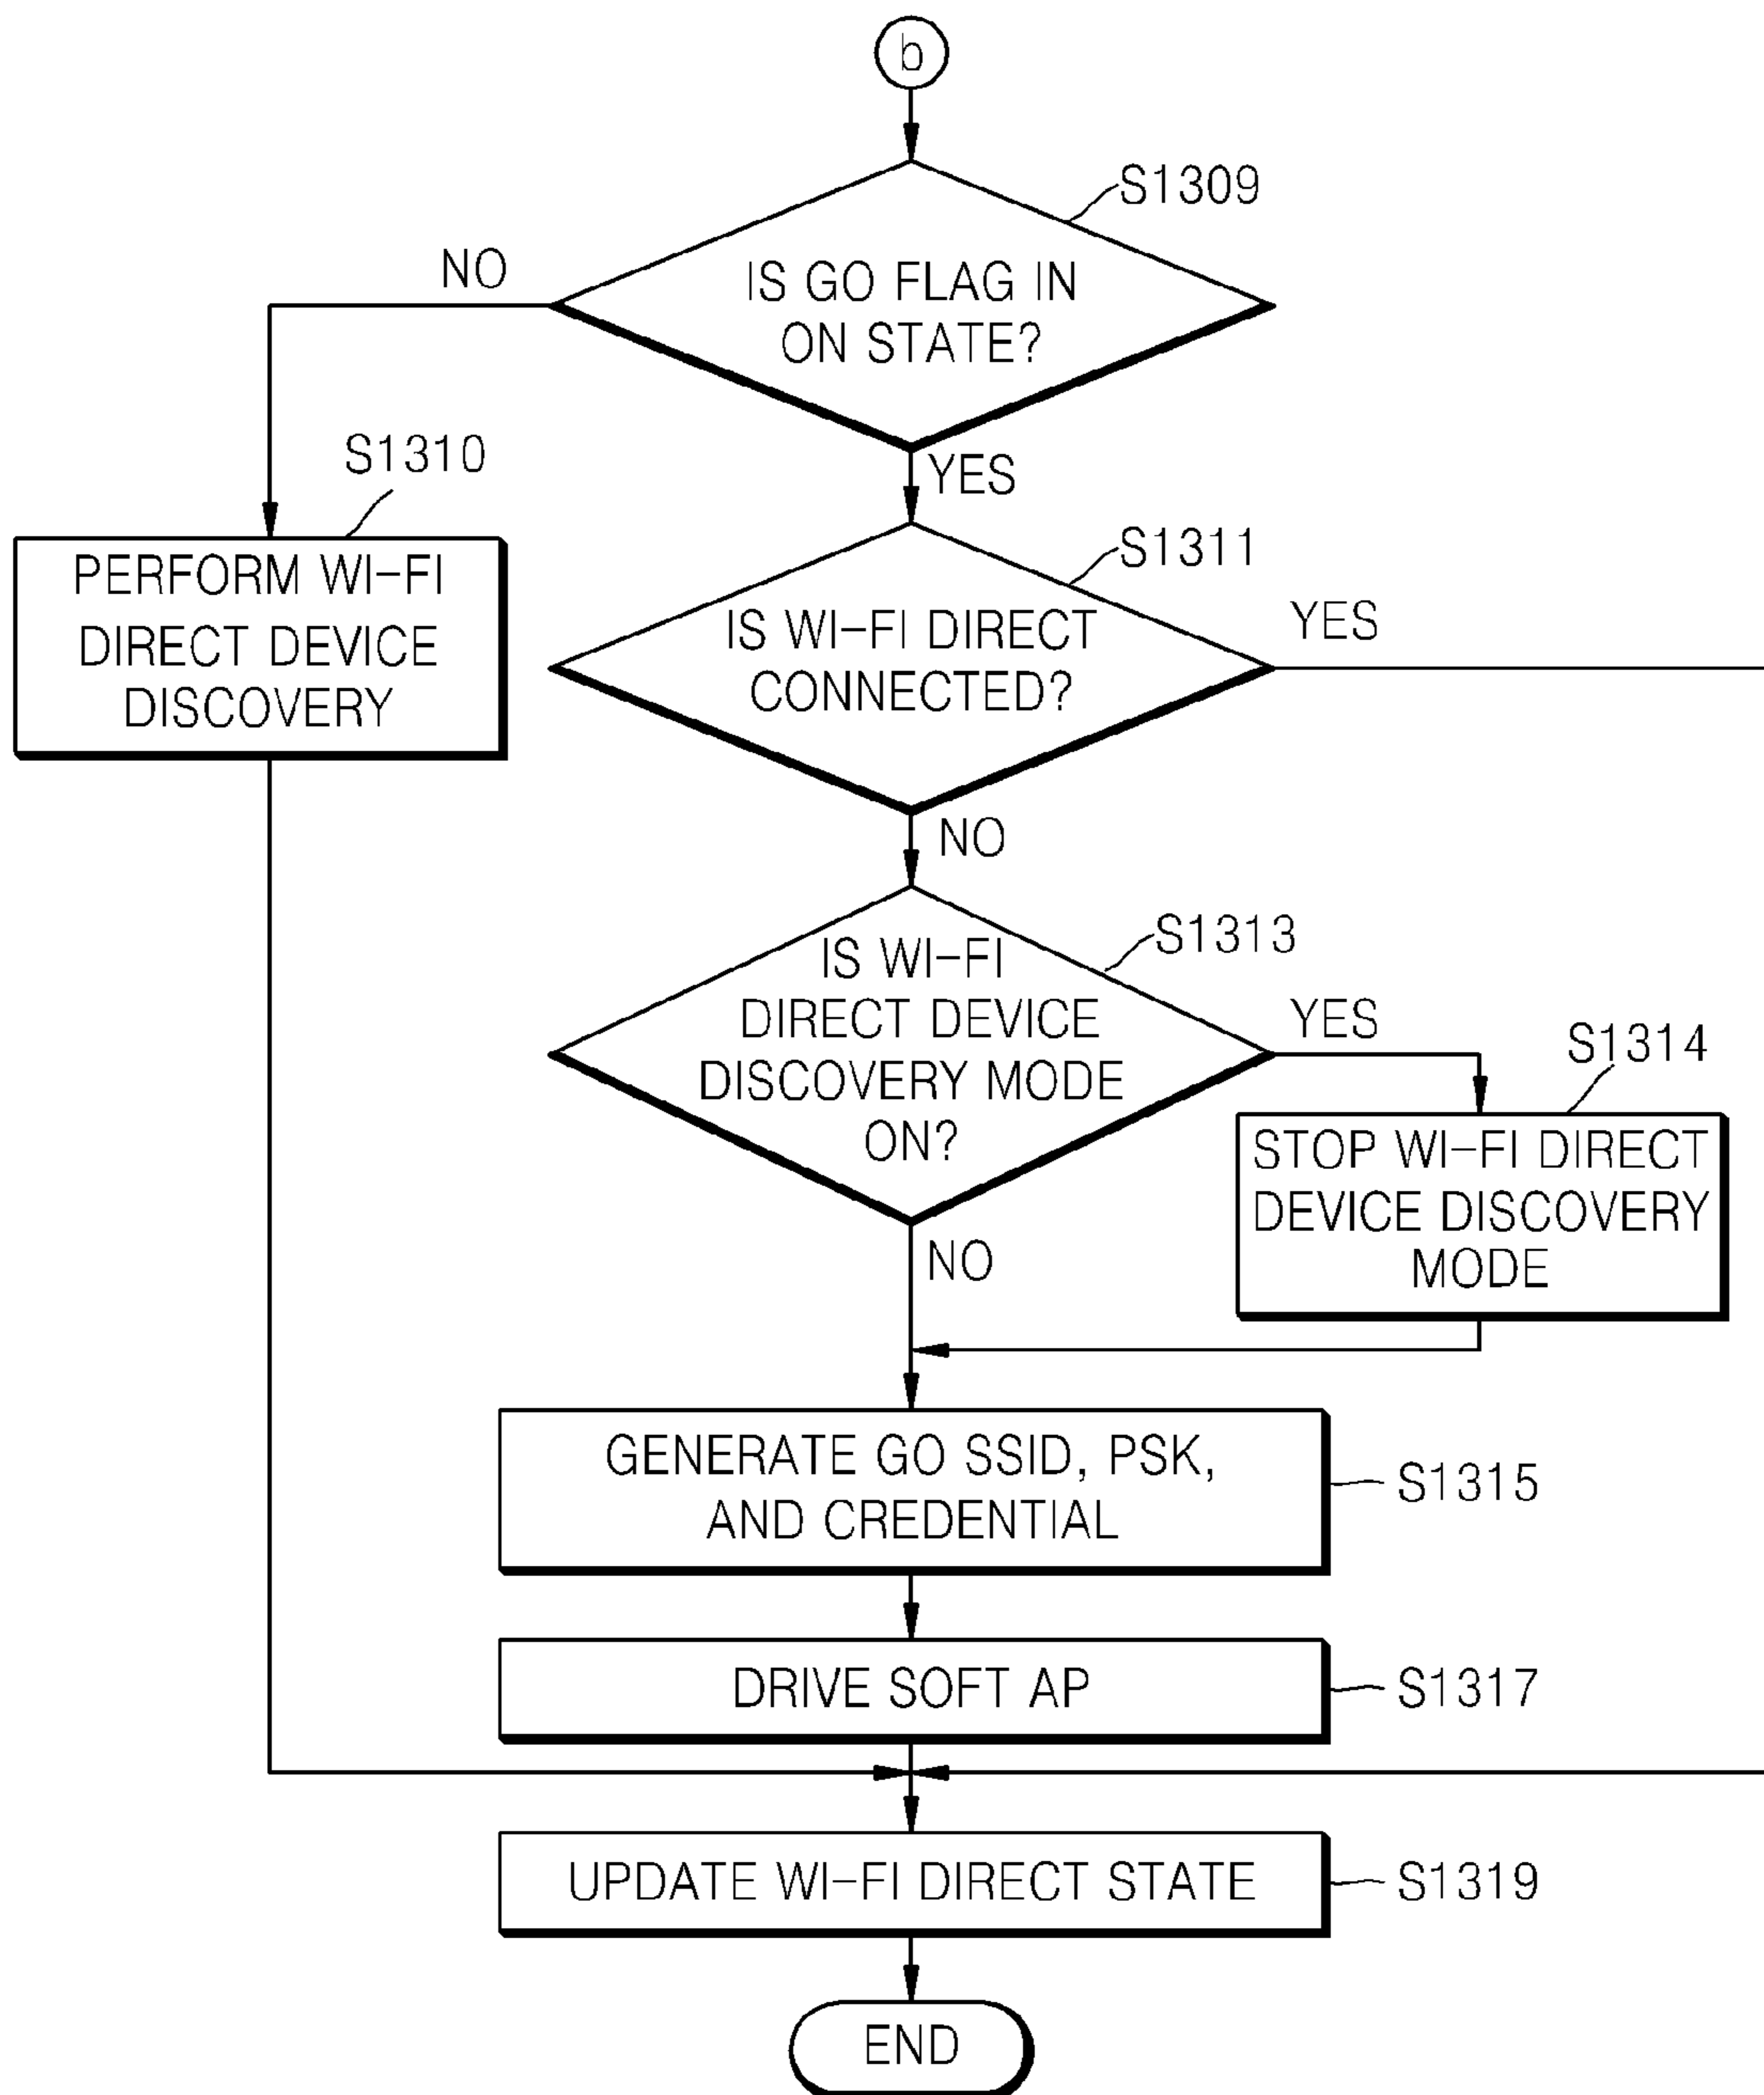 b
S1309
NO
IS GO FLAG IN
ON STATE?
S1310
YES
PERFORM WI-FI
DIRECT DEVICE
DISCOVERY
S1311
IS WI-FI DIRECT
CONNECTED?
YES
NO
S1313
IS WI-FI
DIRECT DEVICE
DISCOVERY MODE
ON?
YES
S1314
STOP WI-FI DIRECT
DEVICE DISCOVERY
MODE
NO
GENERATE GO SSID, PSK,
AND CREDENTIAL
S1315
DRIVE SOFT AP
S1317
UPDATE WI-FI DIRECT STATE
S1319
END